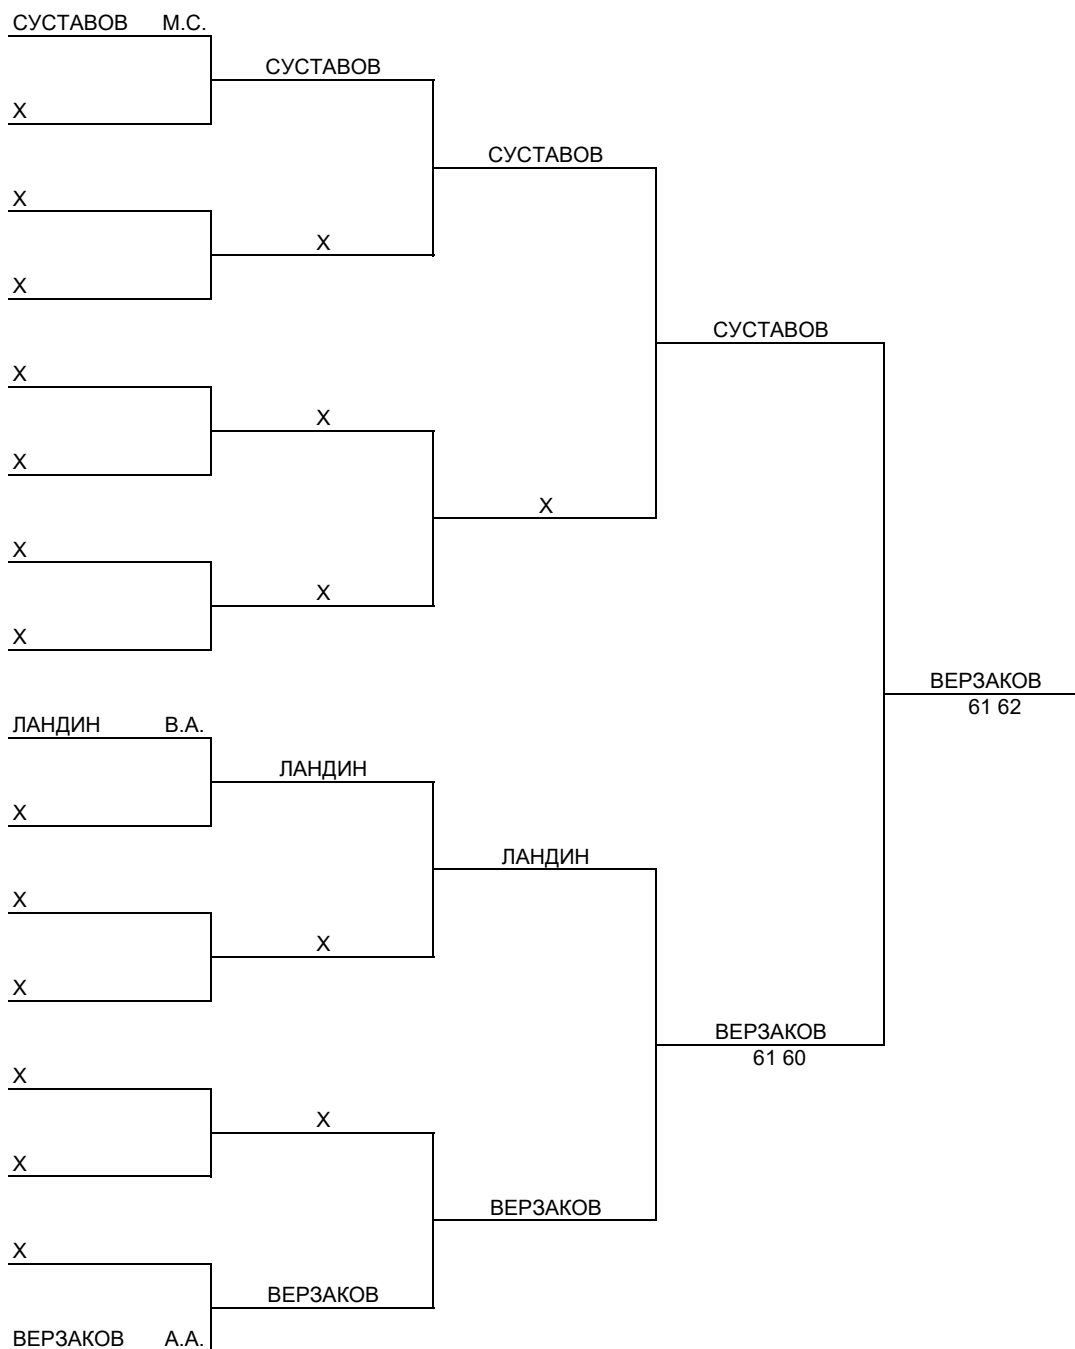 СУСТАВОВ М.С.
СУСТАВОВ
Х
СУСТАВОВ
Х
Х
Х
СУСТАВОВ
Х
Х
Х
Х
Х
Х
Х
ВЕРЗАКОВ
61 62
ЛАНДИН В.А.
ЛАНДИН
Х
ЛАНДИН
Х
Х
Х
ВЕРЗАКОВ
61 60
Х
Х
Х
ВЕРЗАКОВ
Х
ВЕРЗАКОВ
ВЕРЗАКОВ А.А.